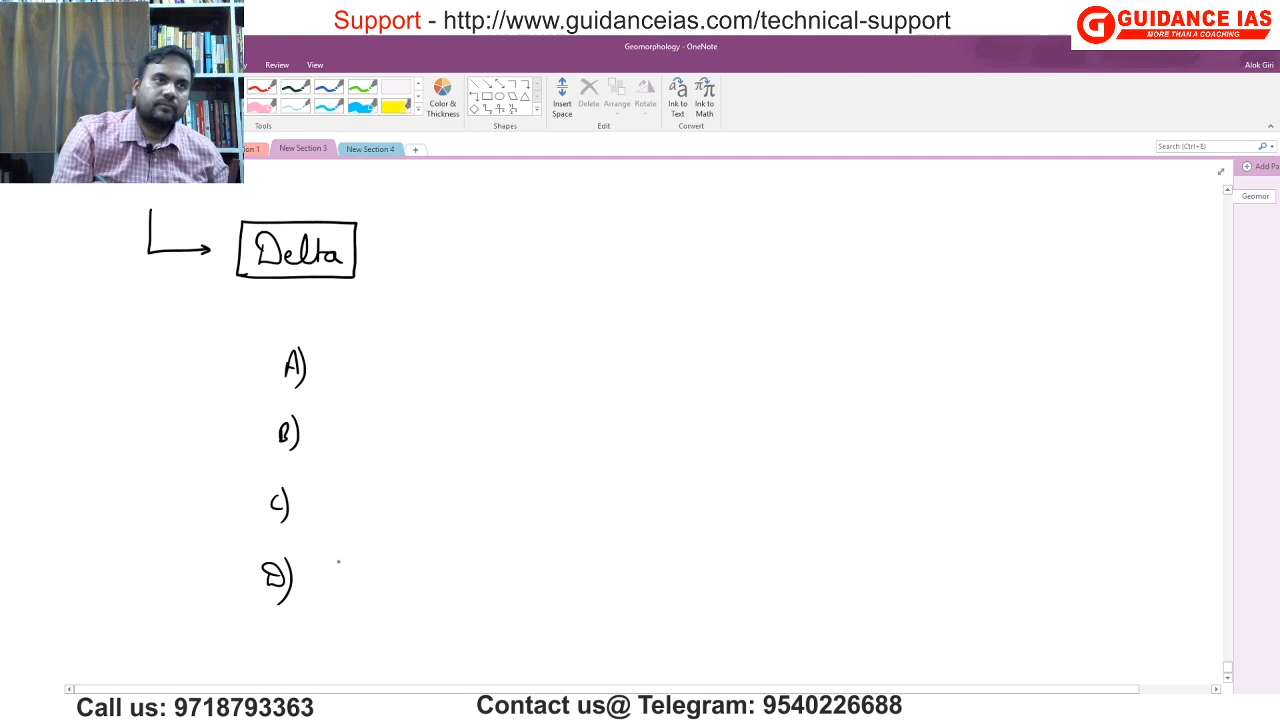 Support - http://www.guidanceias.com/technical-support
GUIDANCE IAS
MORE THAN A COACHING
Geomorphology - OneNote
Review View
Alok Giri
Color & Thickness
Insert Space
Delete
Arrange
Rotate
Ink to Text
Ink to Math
Tools
Shapes
Edit
Convert
New Section 3
New Section 4
Search (Ctrl+E)
Add Pa
Geomor
Delta
A)
B)
C)
D)
Call us: 9718793363
Contact us@ Telegram: 9540226688